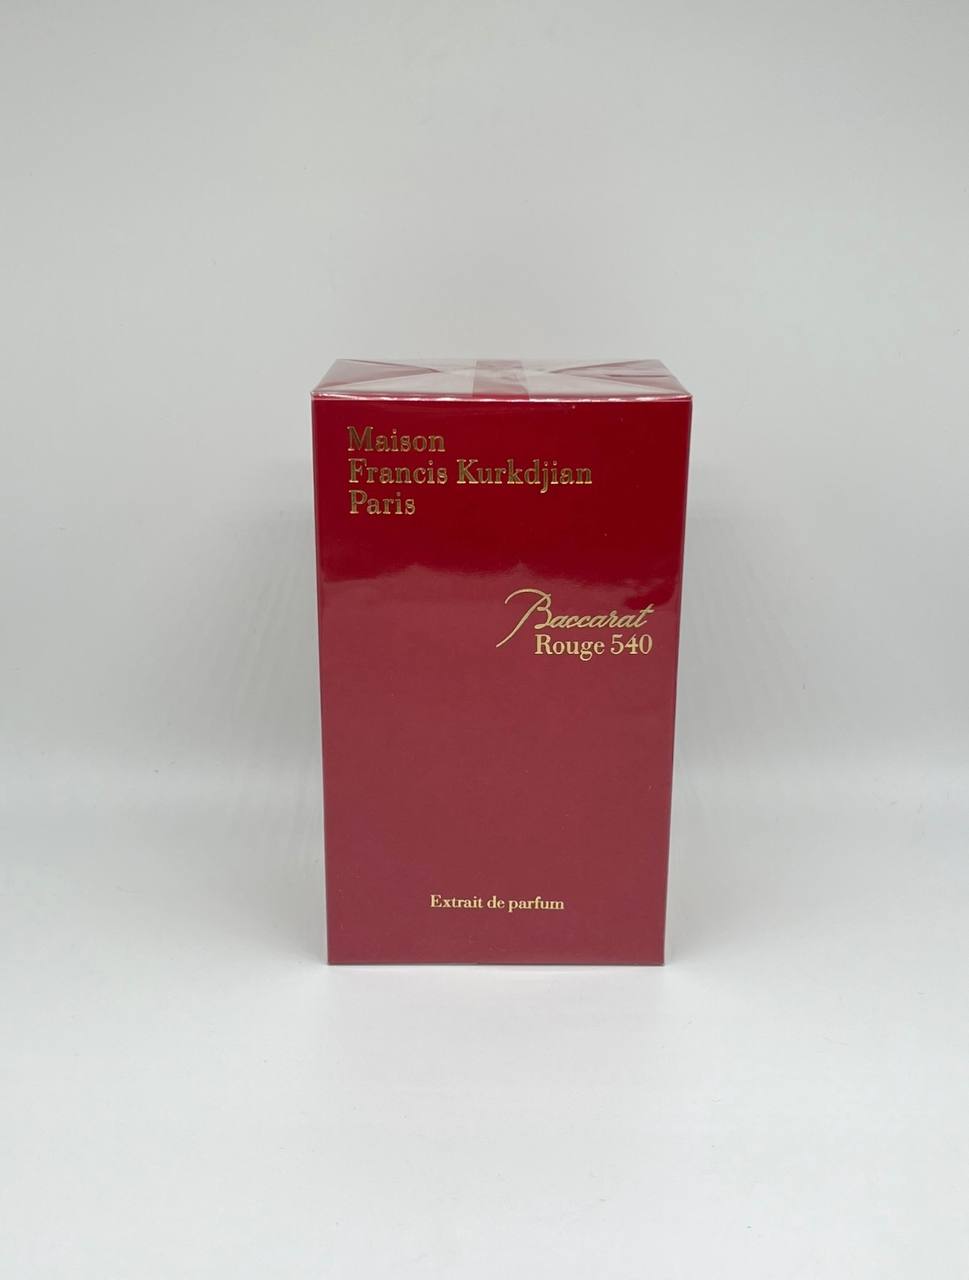 Maison
Francis Kurkdjian
Paris
Baccarat
Rouge 540
Extrait de parfum